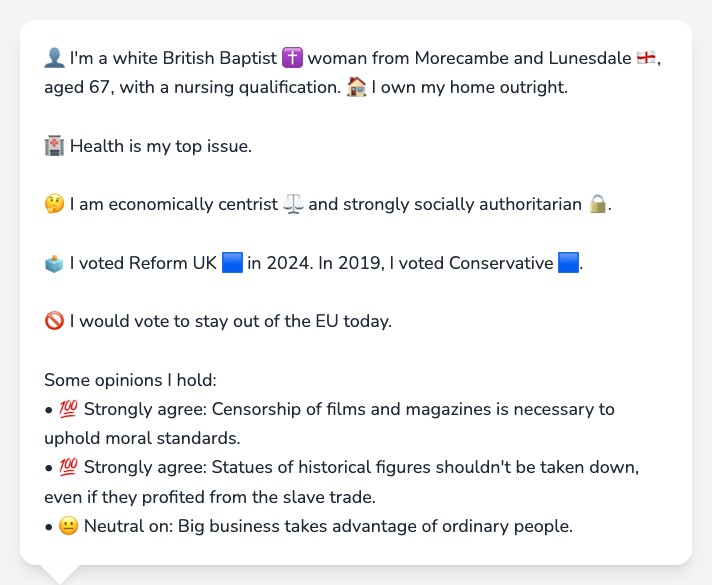 👤 I'm a white British Baptist ✝️ woman from Morecambe and Lunesdale 🏴󠁧󠁢󠁥󠁮󠁧󠁿,
aged 67, with a nursing qualification. 🏠 I own my home outright.
🏥 Health is my top issue.
🤔 I am economically centrist ⚖️ and strongly socially authoritarian 🔒.
🗳️ I voted Reform UK 🟦 in 2024. In 2019, I voted Conservative 🟦.
🚫 I would vote to stay out of the EU today.
Some opinions I hold:
• 💯 Strongly agree: Censorship of films and magazines is necessary to
uphold moral standards.
• 💯 Strongly agree: Statues of historical figures shouldn't be taken down,
even if they profited from the slave trade.
• 😐 Neutral on: Big business takes advantage of ordinary people.